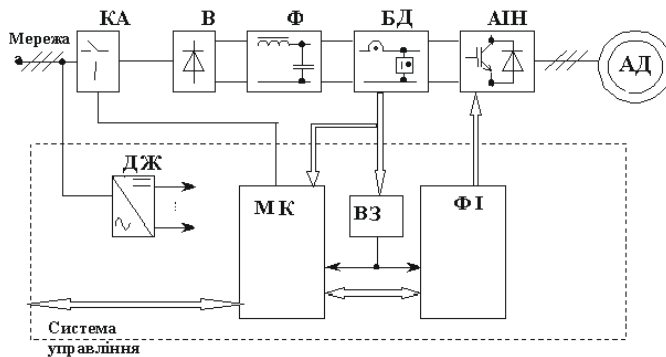 КА
В
Ф
БД
АІН
Мережа
АД
ДЖ
МК
ВЗ
ФІ
Система
управління